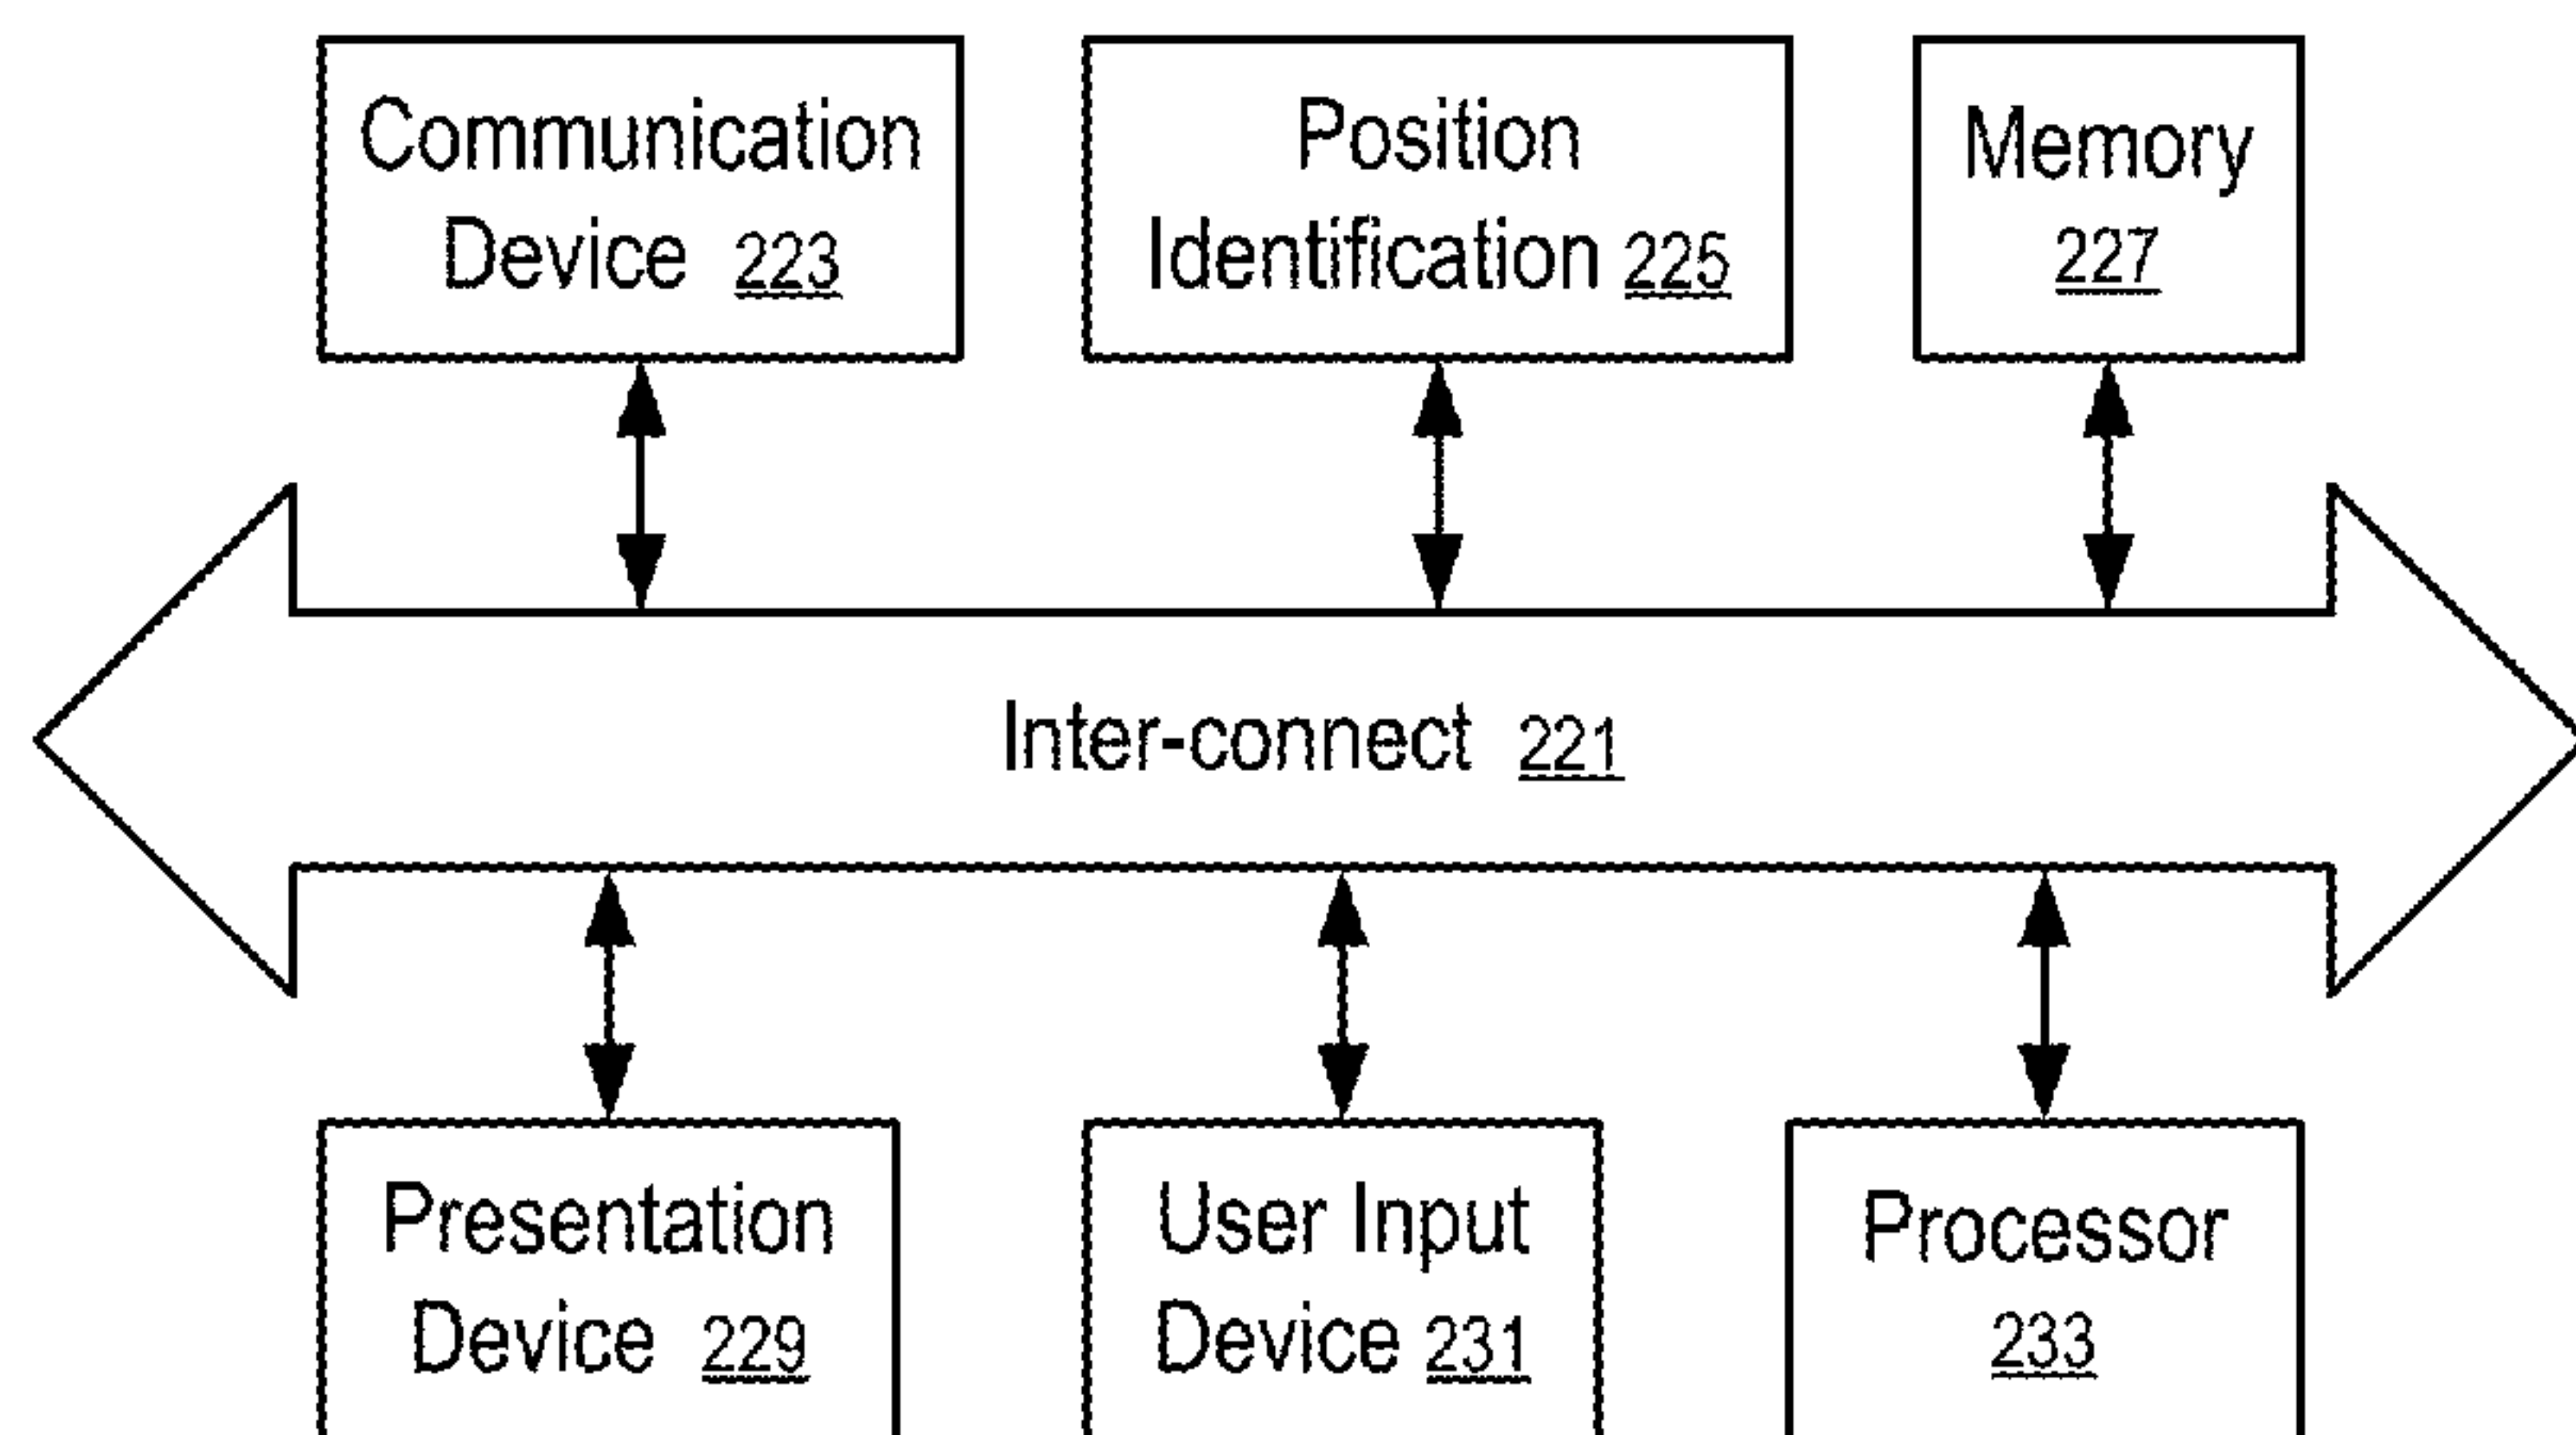 Communication
Device 223
Position
Identification 225
Memory
227
Inter-connect 221
Presentation
Device 229
User Input
Device 231
Processor
233